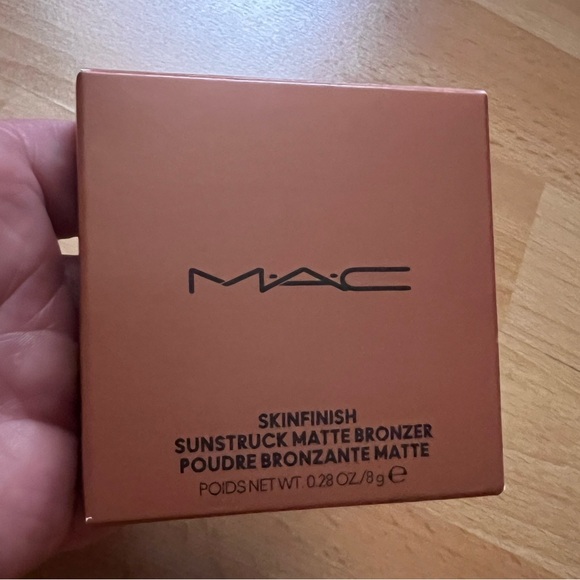 M·A·C
SKINFINISH
SUNSTRUCK MATTE BRONZER
POUDRE BRONZANTE MATTE
POIDS NET WT. 0.28 OZ./8 g ℮